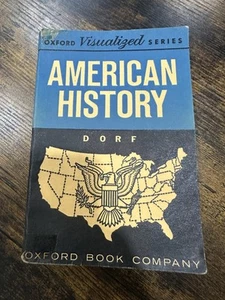 OXFORD Visualized SERIES
AMERICAN
HISTORY
DORF
OXFORD BOOK COMPANY